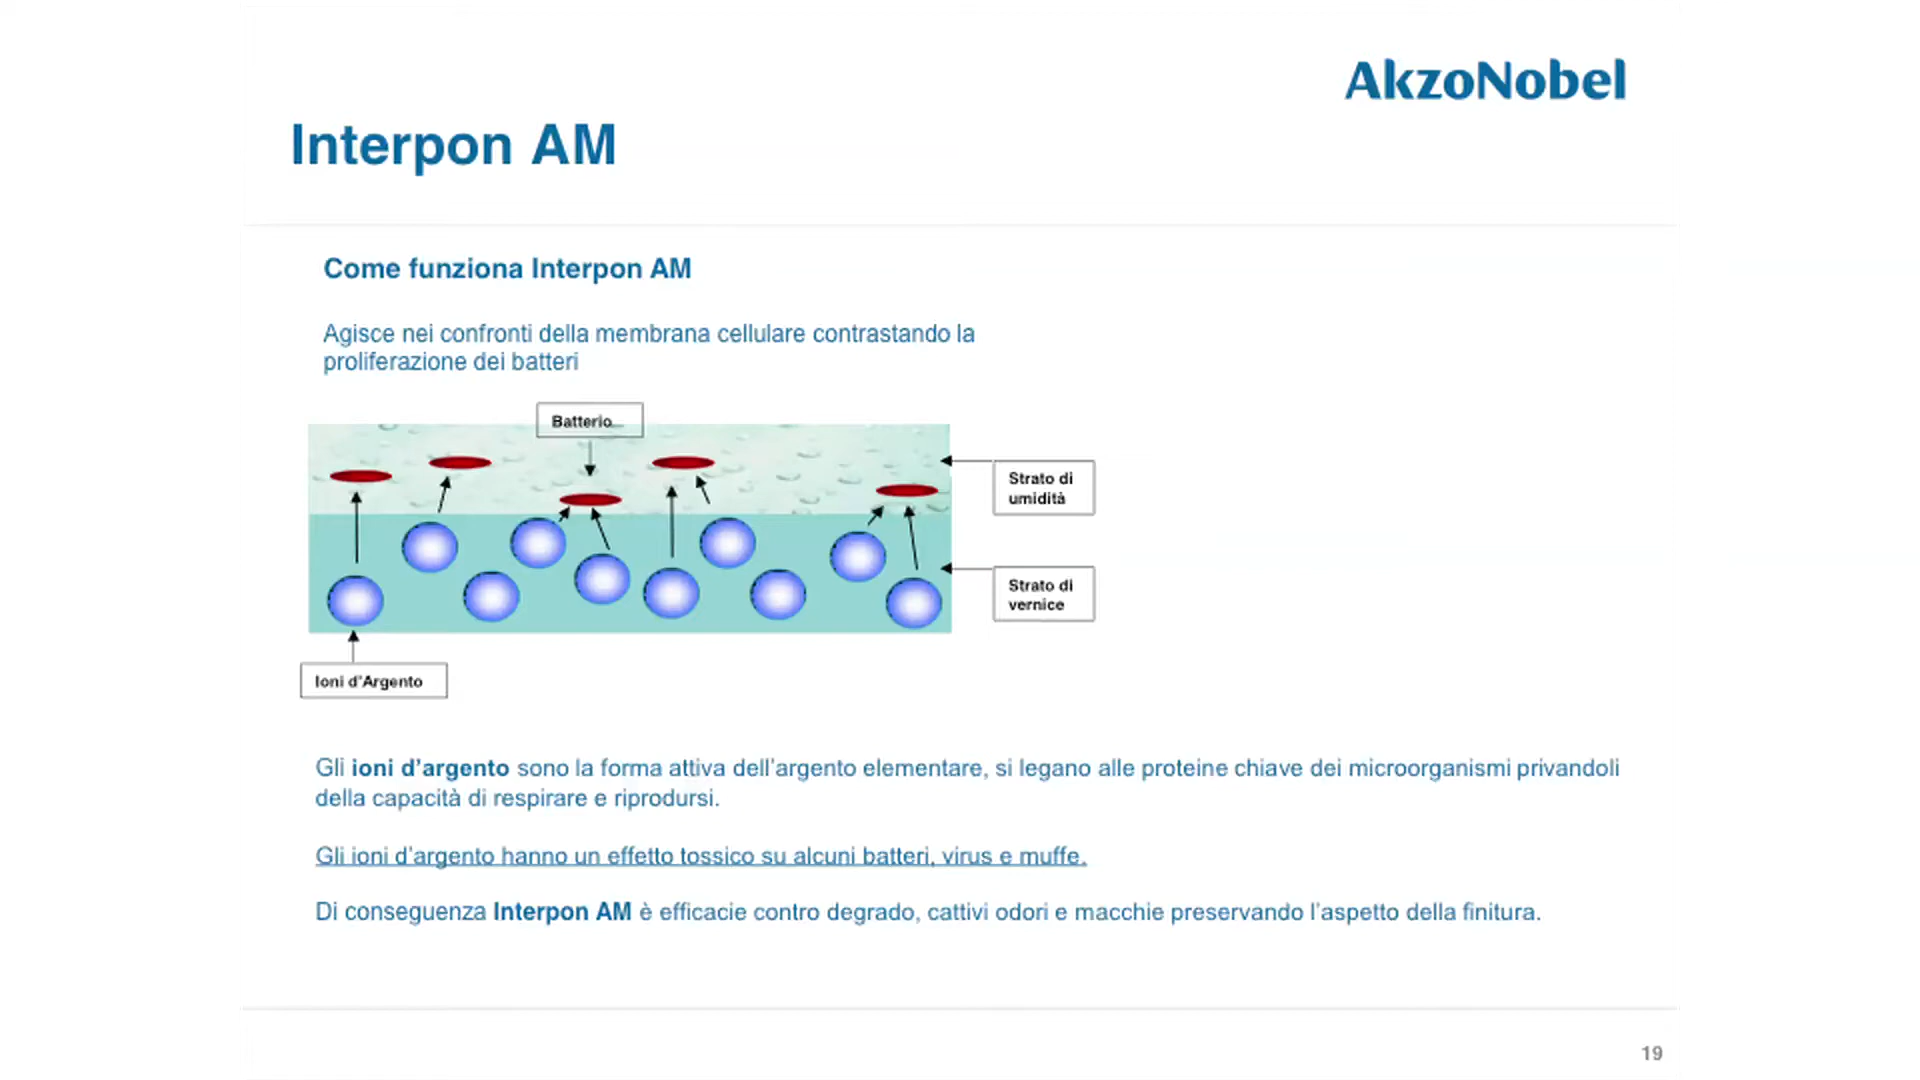 AkzoNobel
Interpon AM
Come funziona Interpon AM
Agisce nei confronti della membrana cellulare contrastando la
proliferazione dei batteri
Batterio...
Strato di
umidità
Strato di
vernice
Ioni d'Argento
Gli ioni d'argento sono la forma attiva dell'argento elementare, si legano alle proteine chiave dei microorganismi privandoli
della capacità di respirare e riprodursi.
Gli ioni d'argento hanno un effetto tossico su alcuni batteri, virus e muffe.
Di conseguenza Interpon AM è efficacie contro degrado, cattivi odori e macchie preservando l'aspetto della finitura.
19